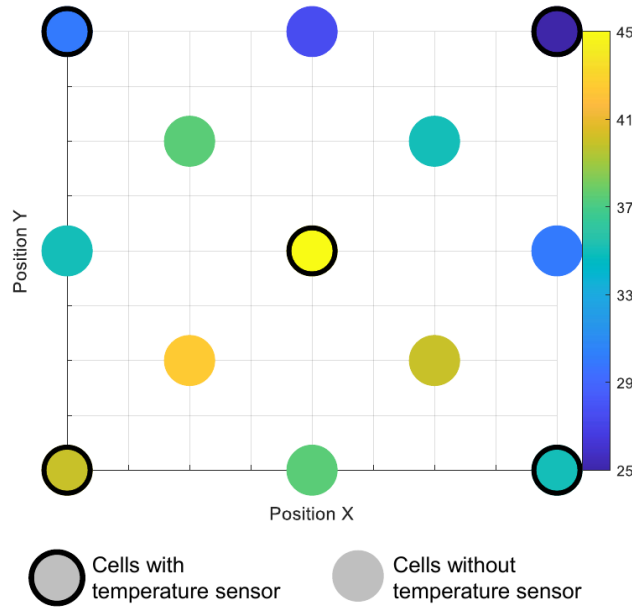 45
41
37
33
29
25
Position Y
Position X
Cells with
temperature sensor
Cells without
temperature sensor